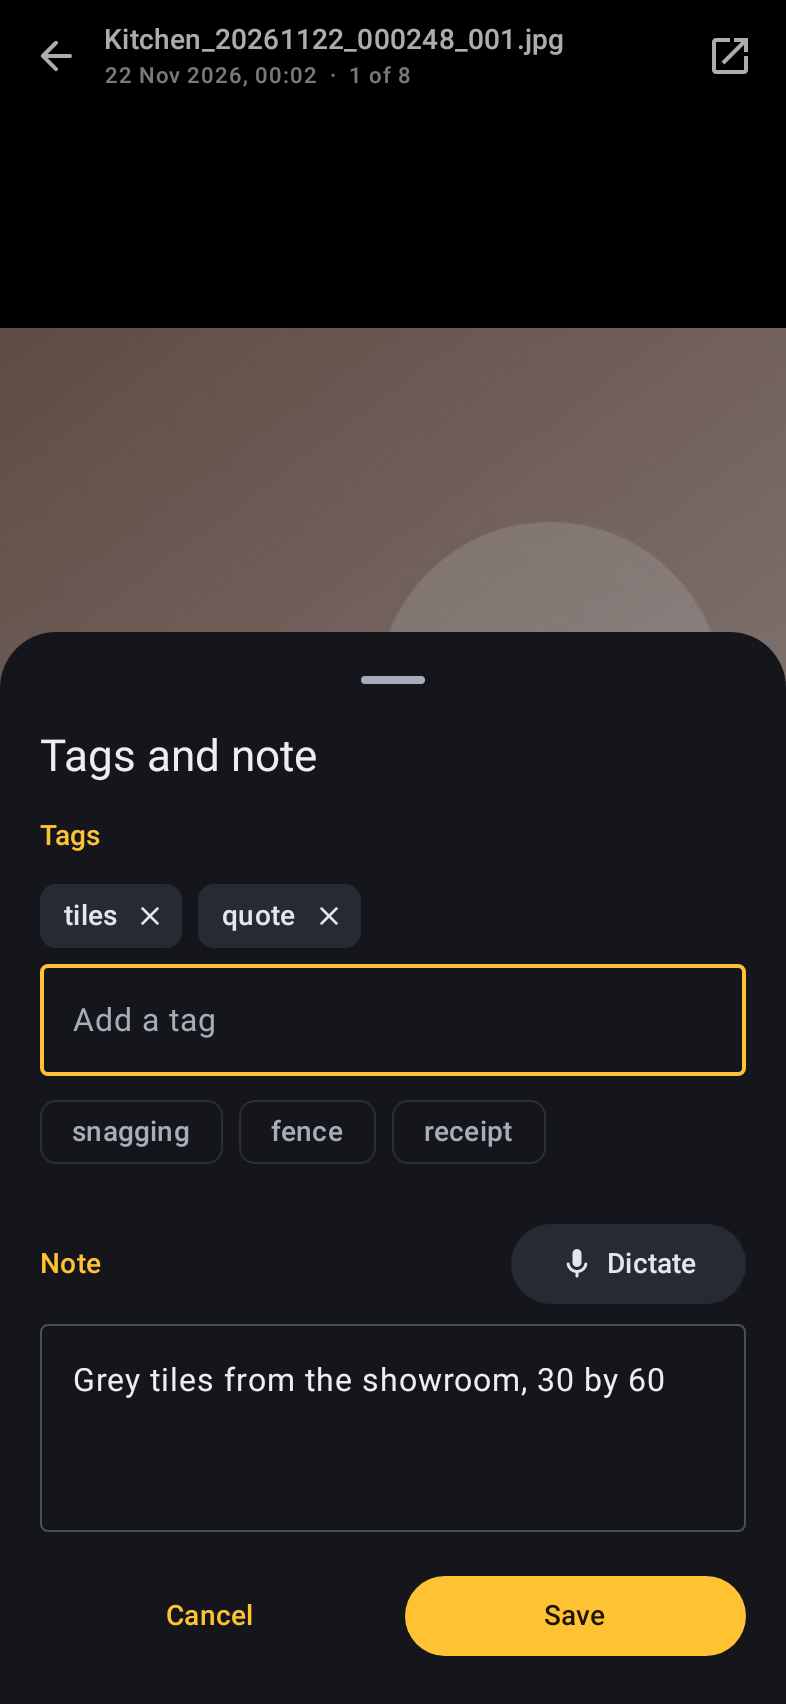 Kitchen_20261122_000248_001.jpg
22 Nov 2026, 00:02 · 1 of 8
Tags and note
Tags
tiles quote
Add a tag
snagging fence receipt
Note Dictate
Grey tiles from the showroom, 30 by 60
Cancel Save